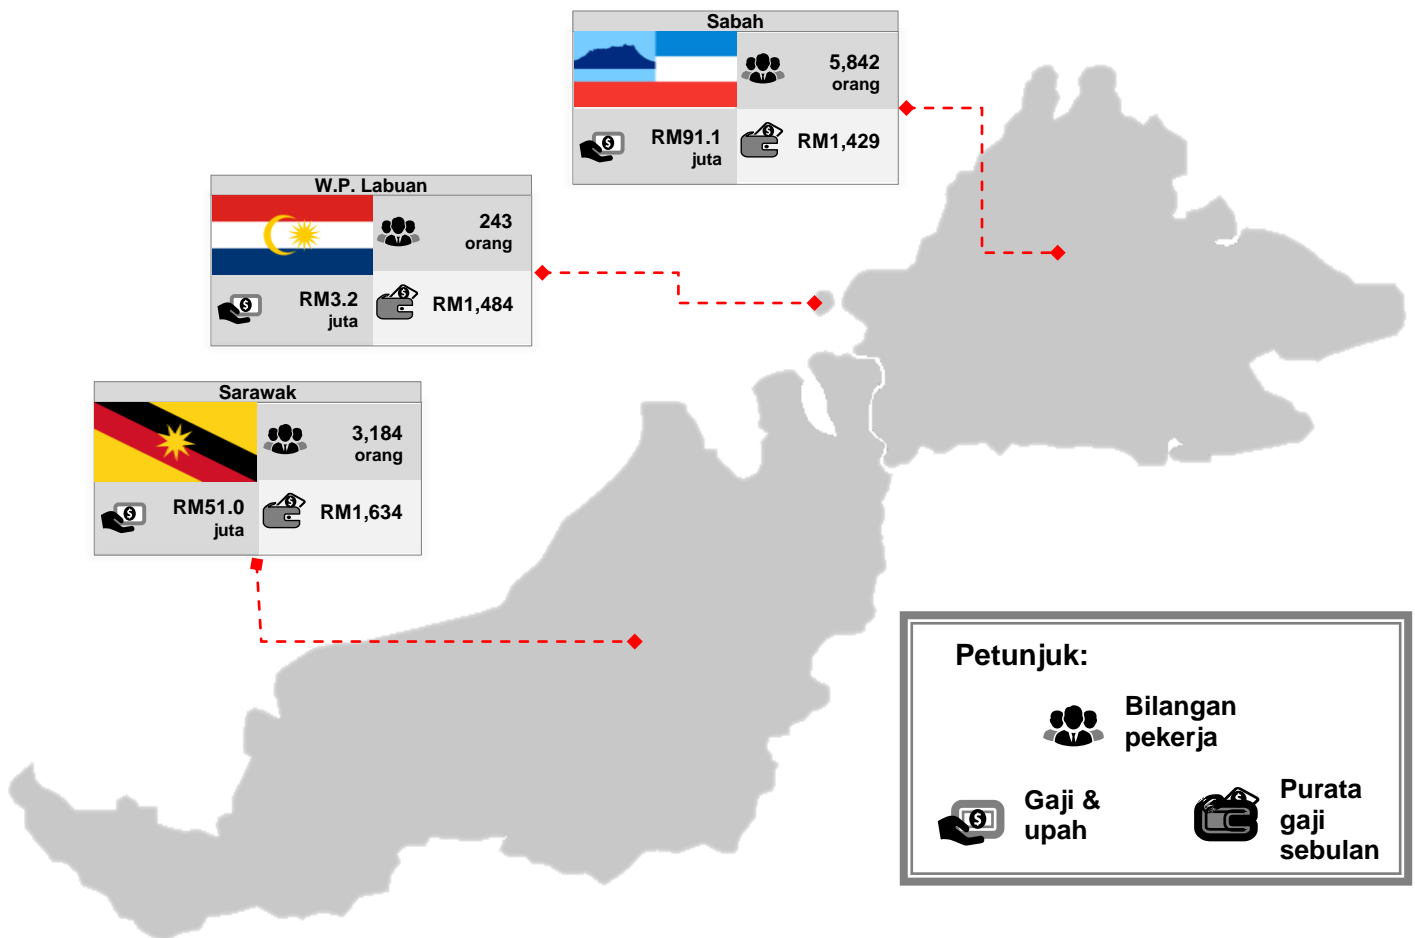 Sabah
5,842
orang
RM91.1
juta
RM1,429
W.P. Labuan
243
orang
RM3.2
juta
RM1,484
Sarawak
3,184
orang
RM51.0
juta
RM1,634
Petunjuk:
Bilangan
pekerja
Gaji &
upah
Purata
gaji
sebulan